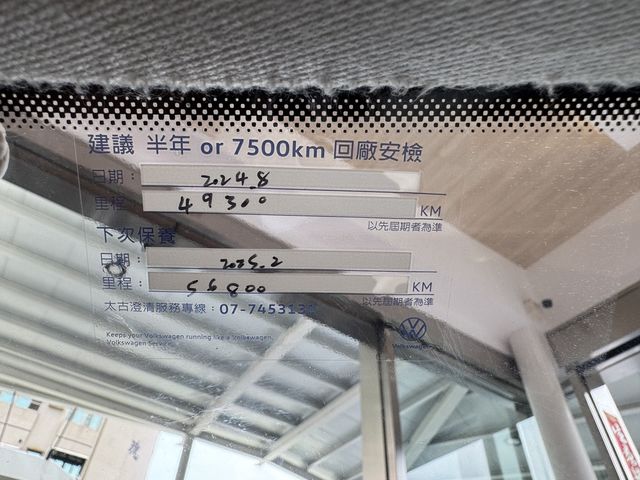 建議 半年 or 7500km 回廠安檢
日期: 2024.8
里程: 49300 KM
以先屆期者為準
下次保養
日期: 2025.2
里程: 56800 KM
以先屆期者為準
太古澄清服務專線:
Keeps your Volkswagen running like a Volkswagen.
Volkswagen Service.
Volkswagen